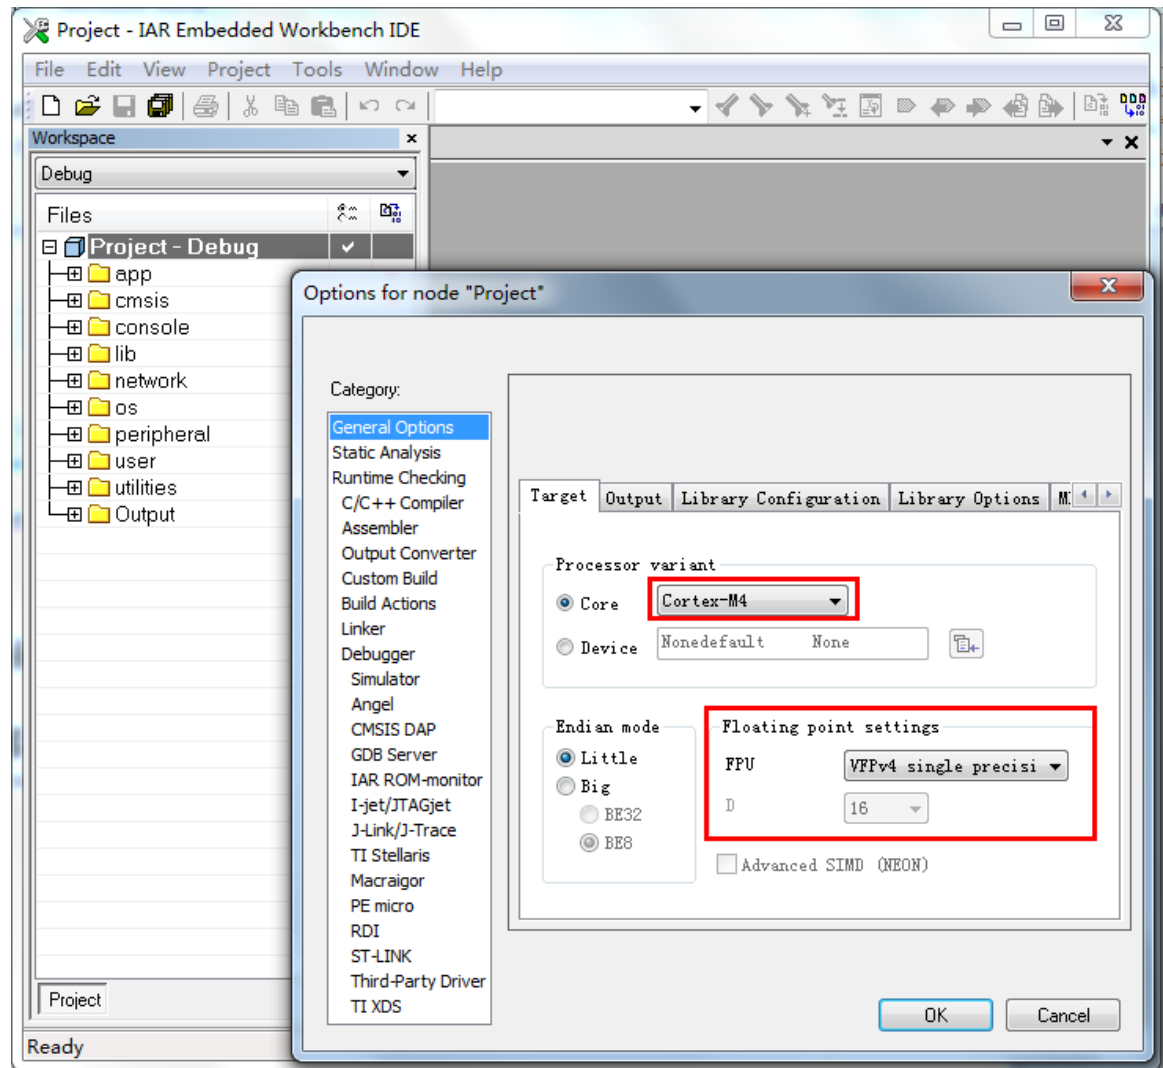 Project - IAR Embedded Workbench IDE
File Edit View Project Tools Window Help
Workspace
Debug
Files
Project - Debug
app
cmsis
console
lib
network
os
peripheral
user
utilities
Output
Project
Ready
Options for node "Project"
Category:
General Options
Static Analysis
Runtime Checking
C/C++ Compiler
Assembler
Output Converter
Custom Build
Build Actions
Linker
Debugger
Simulator
Angel
CMSIS DAP
GDB Server
IAR ROM-monitor
I-jet/JTAGjet
J-Link/J-Trace
TI Stellaris
Macraigor
PE micro
RDI
ST-LINK
Third-Party Driver
TI XDS
Target Output Library Configuration Library Options
Processor variant
Core Cortex-M4
Device Nonedefault None
Endian mode
Little
Big
BE32
BE8
Floating point settings
FPU VFPv4 single precisi
D 16
Advanced SIMD (NEON)
OK Cancel